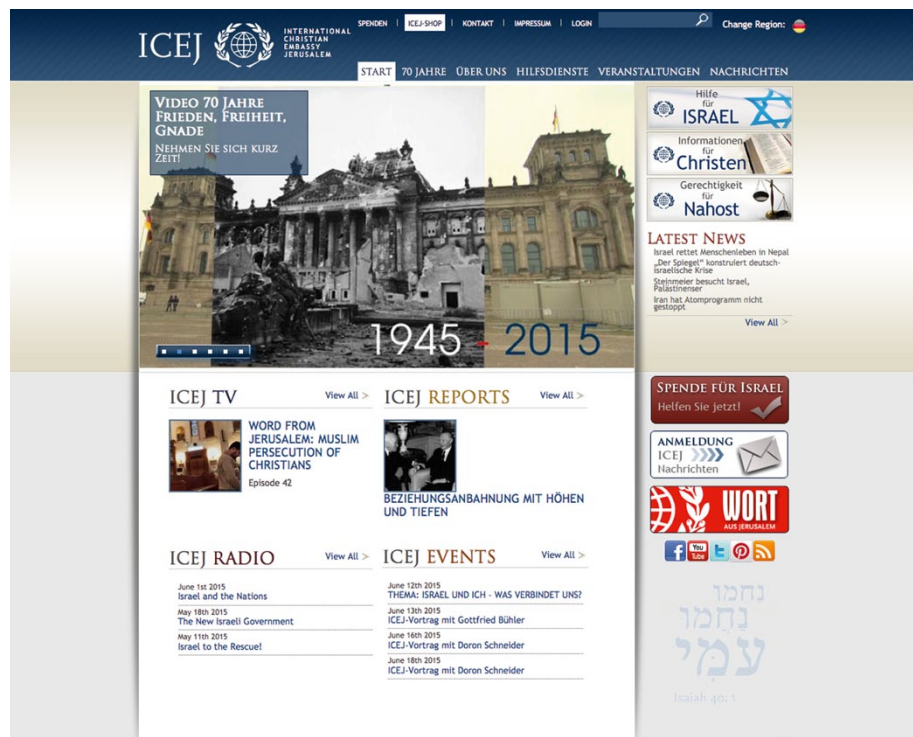 SPENDEN | ICEJ-SHOP | KONTAKT | IMPRESSUM | LOGIN
Change Region:
ICEJ
INTERNATIONAL
CHRISTIAN
EMBASSY
JERUSALEM
START 70 JAHRE ÜBER UNS HILFSDIENSTE VERANSTALTUNGEN NACHRICHTEN
VIDEO 70 JAHRE
FRIEDEN, FREIHEIT,
GNADE
NEHMEN SIE SICH KURZ
ZEIT!
1945 - 2015
Hilfe
für
ISRAEL
Informationen
für
Christen
Gerechtigkeit
für
Nahost
LATEST NEWS
Israel rettet Menschenleben in Nepal
„Der Spiegel“ konstruiert deutsch-
israelische Krise
Steinmeier besucht Israel,
Palästinenser
Iran hat Atomprogramm nicht
gestoppt
View All >
ICEJ TV View All >
WORD FROM
JERUSALEM: MUSLIM
PERSECUTION OF
CHRISTIANS
Episode 42
ICEJ REPORTS View All >
BEZIEHUNGSANBAHNUNG MIT HÖHEN
UND TIEFEN
ICEJ RADIO View All >
June 1st 2015
Israel and the Nations
May 18th 2015
The New Israeli Government
May 11th 2015
Israel to the Rescue!
ICEJ EVENTS View All >
June 12th 2015
THEMA: ISRAEL UND ICH - WAS VERBINDET UNS?
June 13th 2015
ICEJ-Vortrag mit Gottfried Bühler
June 16th 2015
ICEJ-Vortrag mit Doron Schneider
June 18th 2015
ICEJ-Vortrag mit Doron Schneider
SPENDE FÜR ISRAEL
Helfen Sie jetzt!
ANMELDUNG
ICEJ
Nachrichten
WORT
AUS JERUSALEM
f You Tube t P
נחמו
נַחֲמוּ
עַמִּי
Isaiah 40: 1